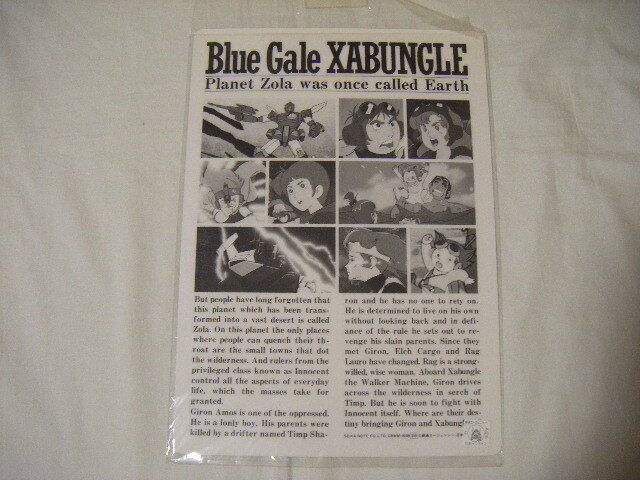 Blue Gale XABUNGLE
Planet Zola was once called Earth
But people have long forgotten that
this planet which has been trans-
formed into a vast desert is called
Zola. On this planet the only places
where people can quench their th-
roat are the small towns that dot
the wilderness. And rulers from the
privileged class known as Innocent
control all the aspects of everyday
life, which the masses take for
granted.
Giron Amos is one of the oppressed.
He is a lonly boy. His parents were
killed by a drifter named Timp Sha-
ron and he has no one to rety on.
He is determined to live on his own
without looking back and in defi-
ance of the rule he sets out to re-
venge his slain parents. Since they
met Giron, Elch Cargo and Rag
Lauro have changed. Rag is a strong-
willed, wise woman. Aboard Xabungle
the Walker Machine, Giron drives
across the wilderness in serch of
Timp. But he is soon to fight with
Innocent itself. Where are their des-
tiny bringing Giron and Xabungl
SEIKA NOTE CO., LTD.